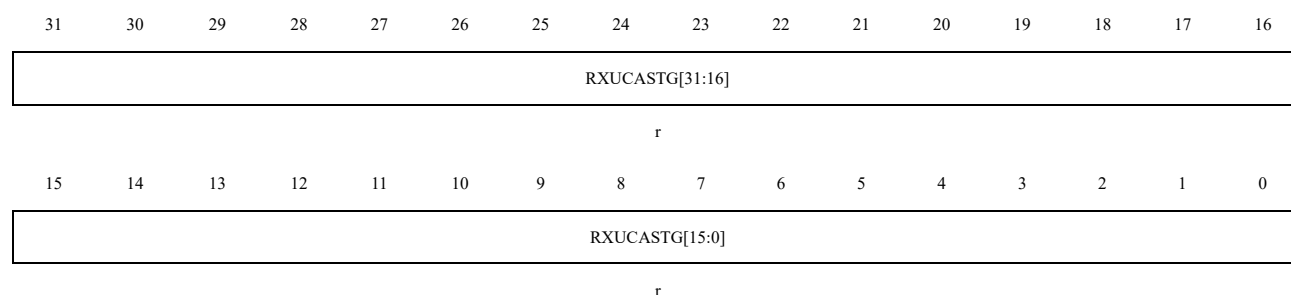 31 30 29 28 27 26 25 24 23 22 21 20 19 18 17 16
RXUCASTG[31:16]
r
15 14 13 12 11 10 9 8 7 6 5 4 3 2 1 0
RXUCASTG[15:0]
r